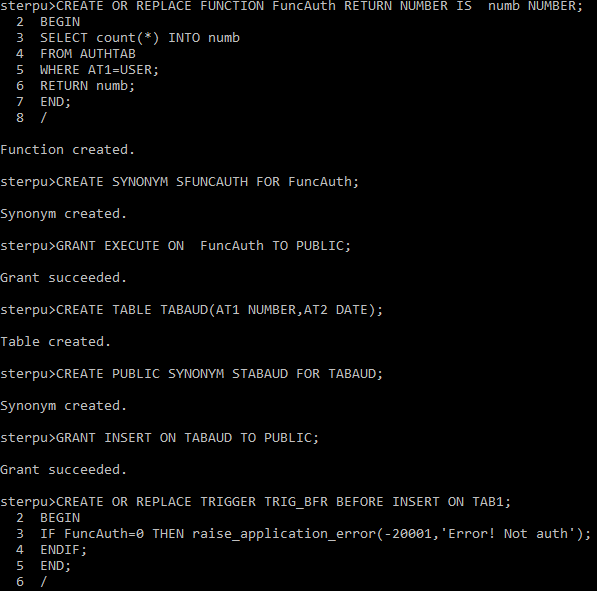 sterpu>CREATE OR REPLACE FUNCTION FuncAuth RETURN NUMBER IS  numb NUMBER;
  2  BEGIN
  3  SELECT count(*) INTO numb
  4  FROM AUTHTAB
  5  WHERE AT1=USER;
  6  RETURN numb;
  7  END;
  8  /
Function created.
sterpu>CREATE SYNONYM SFUNCAUTH FOR FuncAuth;
Synonym created.
sterpu>GRANT EXECUTE ON  FuncAuth TO PUBLIC;
Grant succeeded.
sterpu>CREATE TABLE TABAUD(AT1 NUMBER,AT2 DATE);
Table created.
sterpu>CREATE PUBLIC SYNONYM STABAUD FOR TABAUD;
Synonym created.
sterpu>GRANT INSERT ON TABAUD TO PUBLIC;
Grant succeeded.
sterpu>CREATE OR REPLACE TRIGGER TRIG_BFR BEFORE INSERT ON TAB1;
  2  BEGIN
  3  IF FuncAuth=0 THEN raise_application_error(-20001,'Error! Not auth');
  4  ENDIF;
  5  END;
  6  /